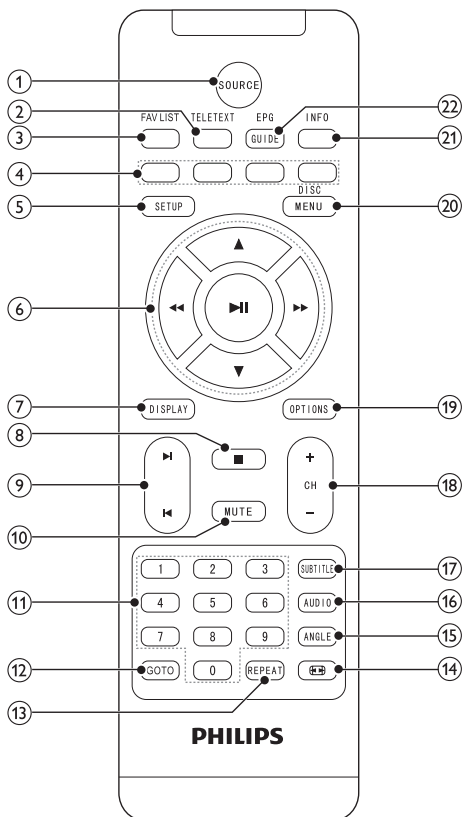 1
SOURCE
2
22
FAV LIST TELETEXT EPG INFO
3
GUIDE
21
4
DISC
5
SETUP
MENU
20
6
7
DISPLAY
OPTIONS
19
8
+
9
CH
18
-
MUTE
10
1 2 3
SUBTITLE
17
11
4 5 6
AUDIO
16
7 8 9
ANGLE
15
12
GOTO
0
REPEAT
14
13
PHILIPS